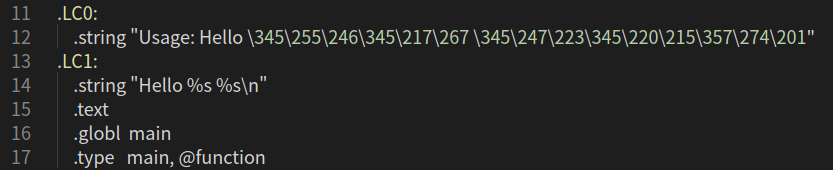 11 .LC0:
12 .string "Usage: Hello \345\255\246\345\217\267 \345\247\223\345\220\215\357\274\201"
13 .LC1:
14 .string "Hello %s %s\n"
15 .text
16 .globl main
17 .type main, @function